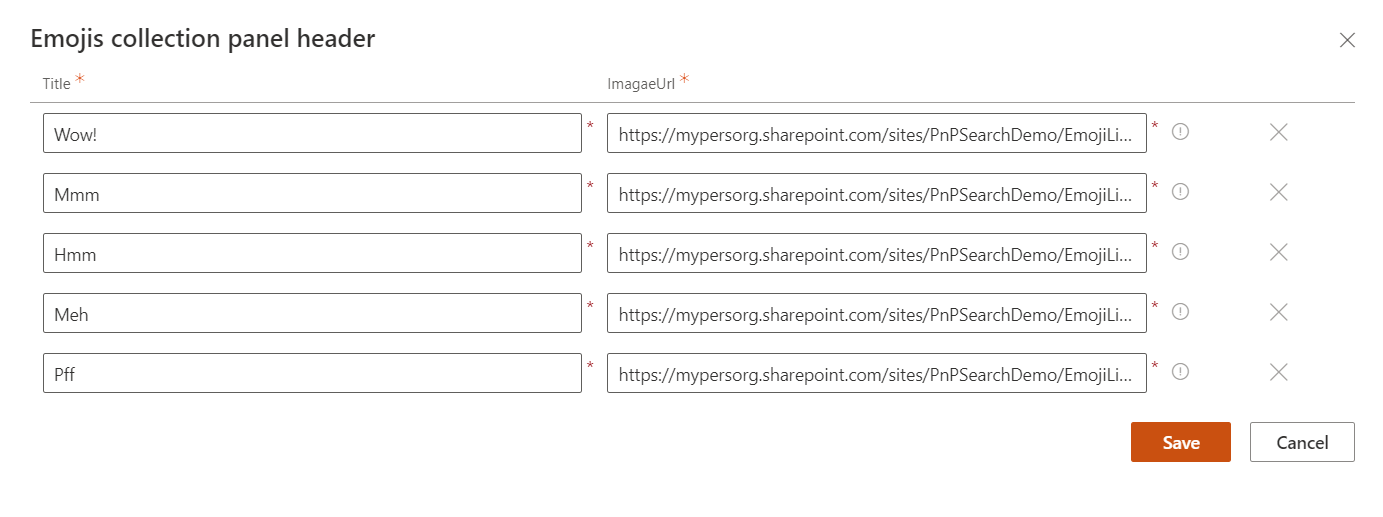 Emojis collection panel header
Title *
ImagaeUrl *
Wow! * https://mypersorg.sharepoint.com/sites/PnPSearchDemo/EmojiLi... *
Mmm * https://mypersorg.sharepoint.com/sites/PnPSearchDemo/EmojiLi... *
Hmm * https://mypersorg.sharepoint.com/sites/PnPSearchDemo/EmojiLi... *
Meh * https://mypersorg.sharepoint.com/sites/PnPSearchDemo/EmojiLi... *
Pff * https://mypersorg.sharepoint.com/sites/PnPSearchDemo/EmojiLi... *
Save
Cancel